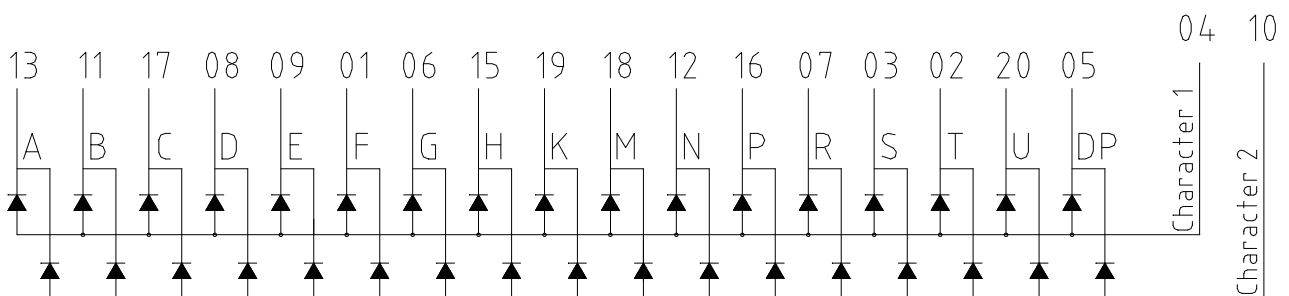 04 10
13 11 17 08 09 01 06 15 19 18 12 16 07 03 02 20 05
A B C D E F G H K M N P R S T U DP
Character 1
Character 2